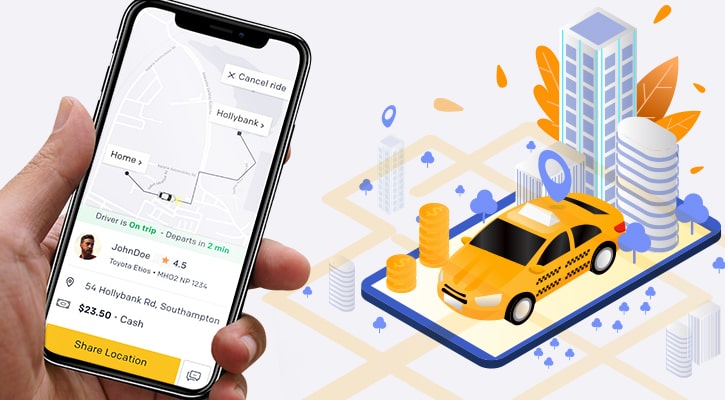 Cancel ride
Hollybank >
Home >
Driver is On trip • Departs in 2 min
JohnDoe ★ 4.5
Toyota Etios • MH02 NP 1234
54 Hollybank Rd, Southampton
$23.50 • Cash
Share Location